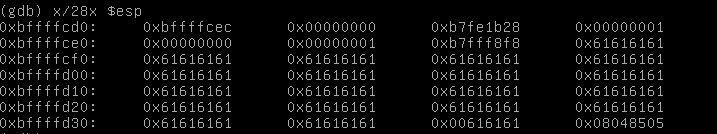 (gdb) x/28x $esp
0xbffffcd0: 0xbffffcec 0x00000000 0xb7fe1b28 0x00000001
0xbffffce0: 0x00000000 0x00000001 0xb7fff8f8 0x61616161
0xbffffcf0: 0x61616161 0x61616161 0x61616161 0x61616161
0xbffffd00: 0x61616161 0x61616161 0x61616161 0x61616161
0xbffffd10: 0x61616161 0x61616161 0x61616161 0x61616161
0xbffffd20: 0x61616161 0x61616161 0x61616161 0x61616161
0xbffffd30: 0x61616161 0x61616161 0x00616161 0x08048505